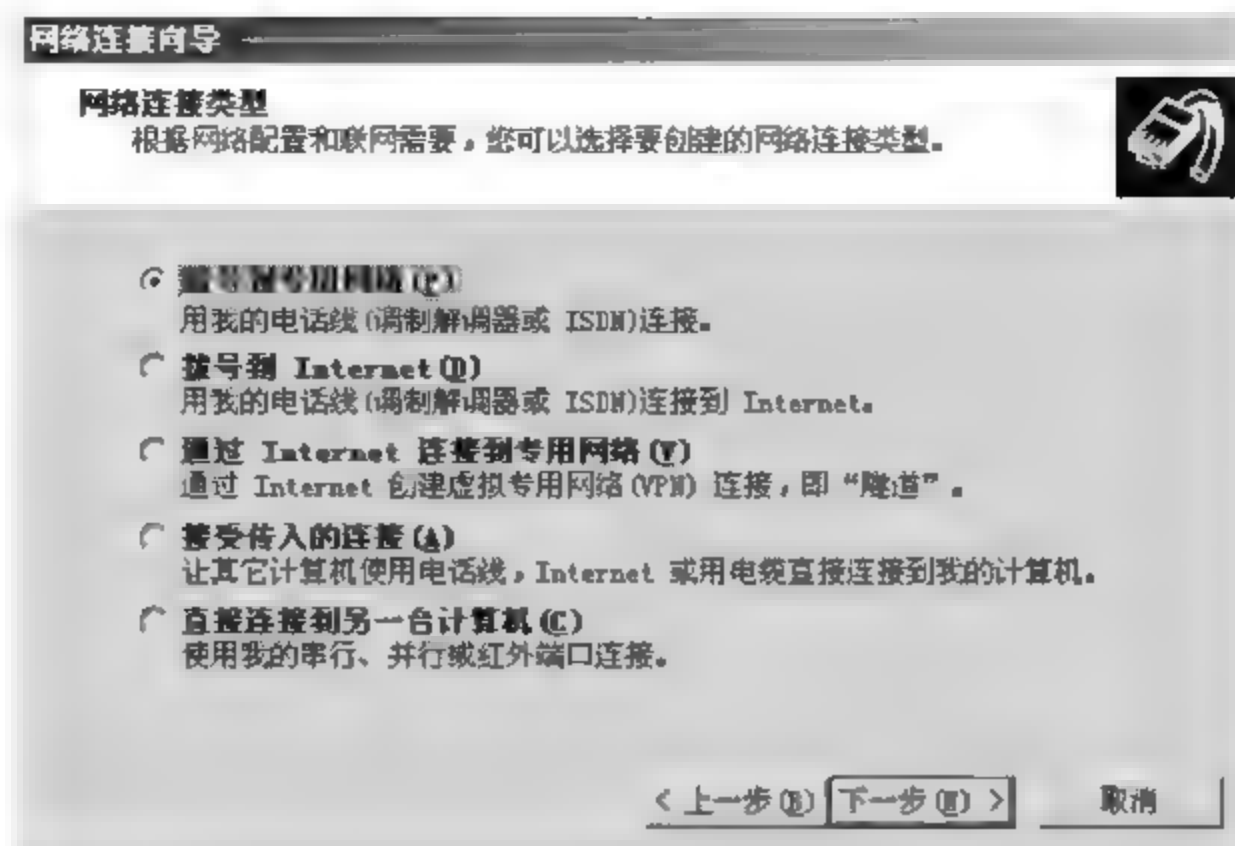 网络连接向导
网络连接类型
根据网络配置和联网需要，您可以选择要创建的网络连接类型。
拨号到专用网络(P)
用我的电话线(调制解调器或 ISDN)连接。
拨号到 Internet(D)
用我的电话线(调制解调器或 ISDN)连接到 Internet。
通过 Internet 连接到专用网络(V)
通过 Internet 创建虚拟专用网络(VPN) 连接，即“隧道”。
接受传入的连接(A)
让其它计算机使用电话线，Internet 或用电缆直接连接到我的计算机。
直接连接到另一台计算机(C)
使用我的串行、并行或红外端口连接。
< 上一步(B) 下一步(N) > 取消